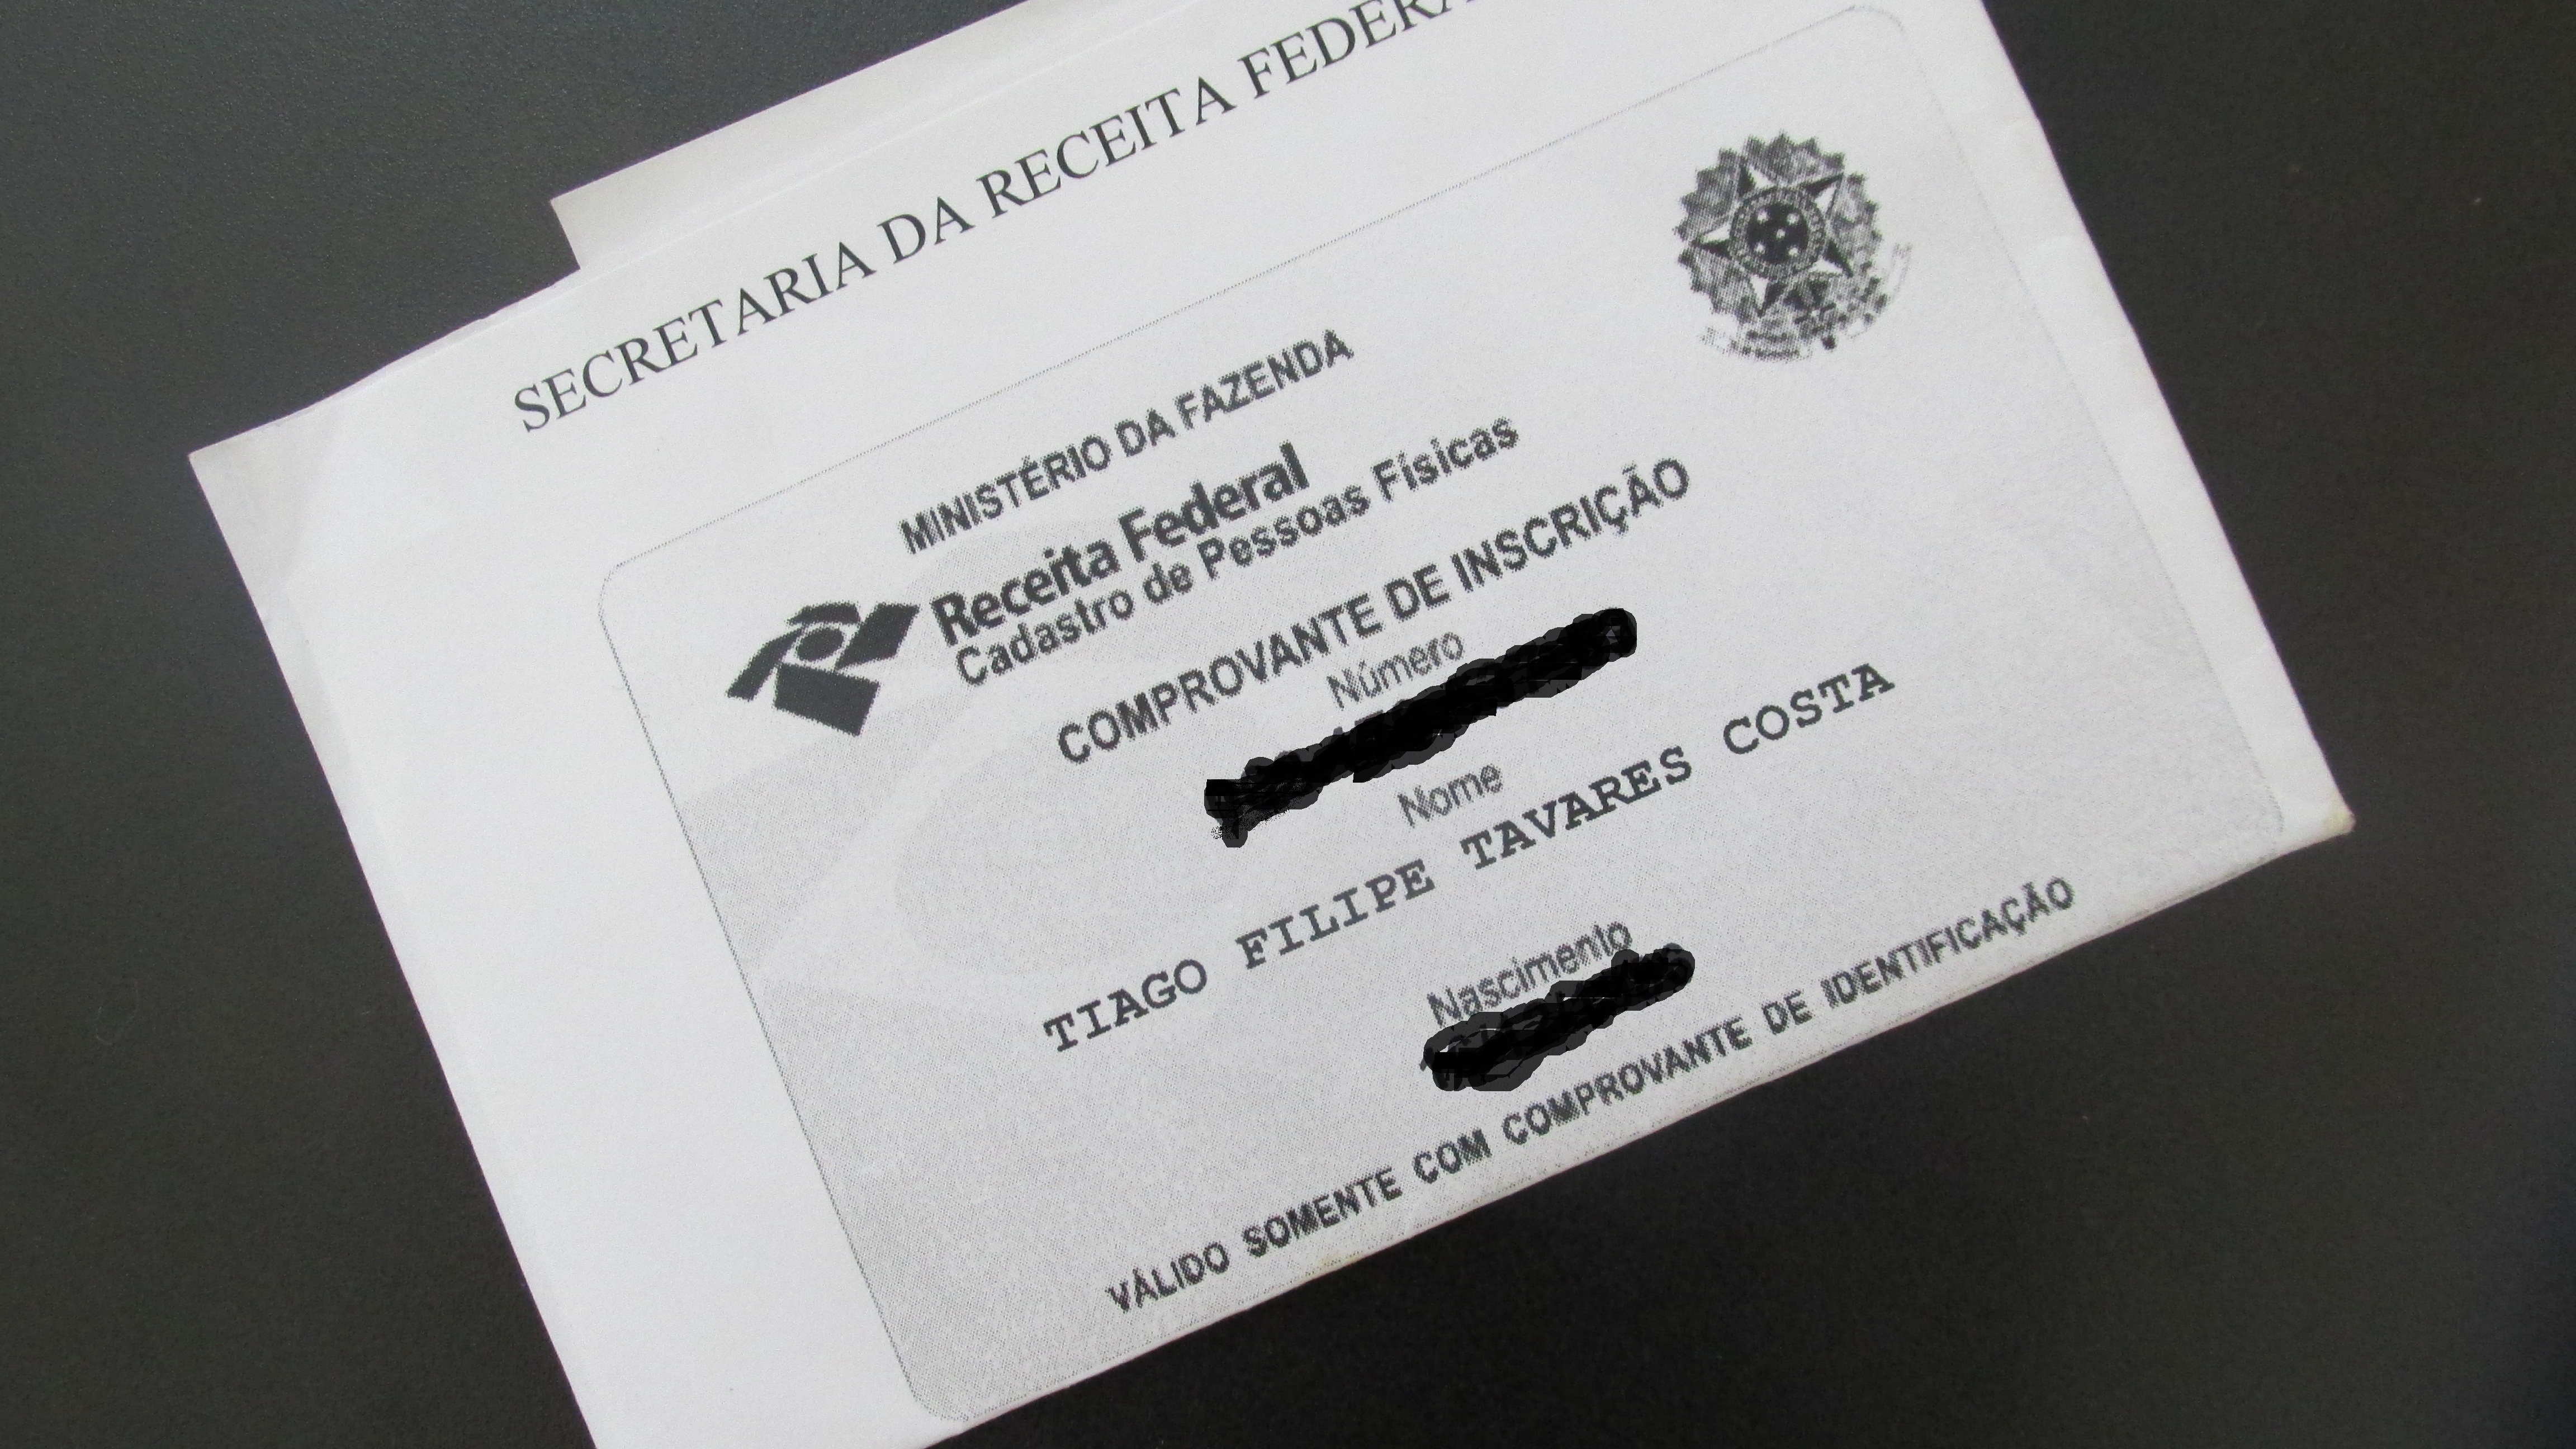 SECRETARIA DA RECEITA FEDERA
MINISTÉRIO DA FAZENDA
Receita Federal
Cadastro de Pessoas Físicas
COMPROVANTE DE INSCRIÇÃO
Número
Nome
TIAGO FILIPE TAVARES COSTA
Nascimento
VÁLIDO SOMENTE COM COMPROVANTE DE IDENTIFICAÇÃO